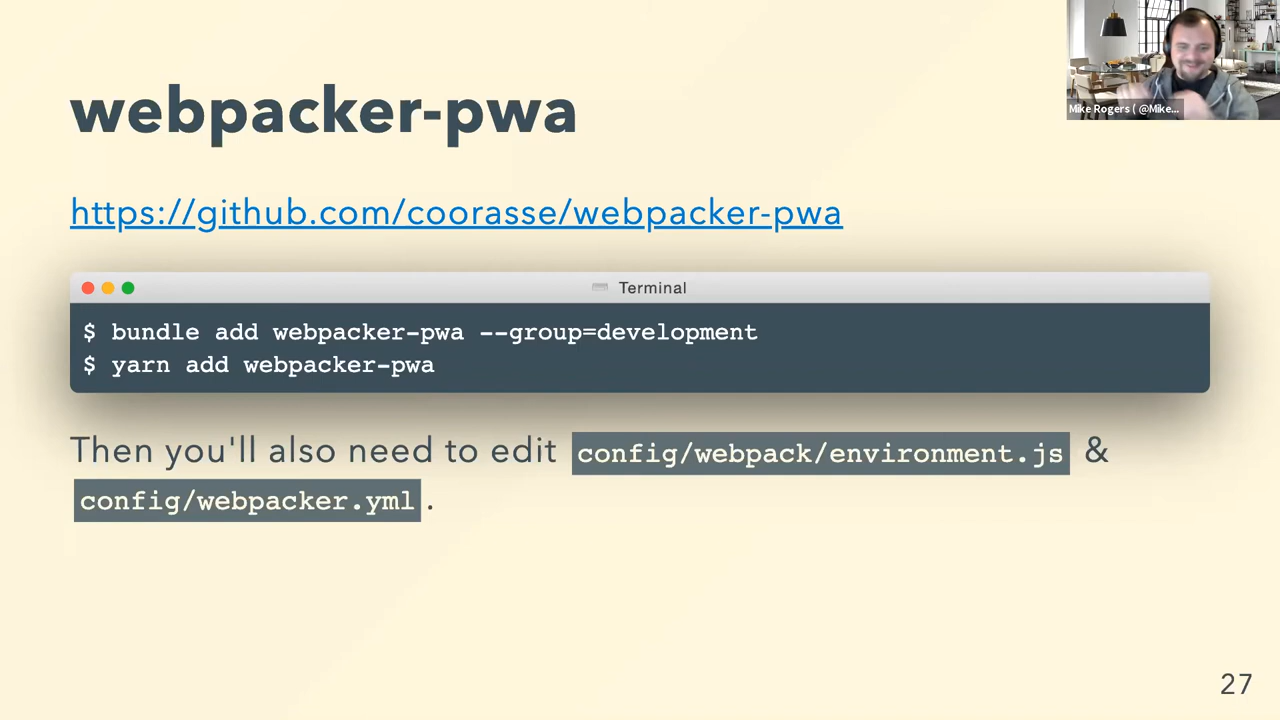 webpacker-pwa
Mike Rogers ( @Mike...
https://github.com/coorasse/webpacker-pwa
Terminal
$ bundle add webpacker-pwa --group=development
$ yarn add webpacker-pwa
Then you'll also need to edit config/webpack/environment.js &
config/webpacker.yml .
27